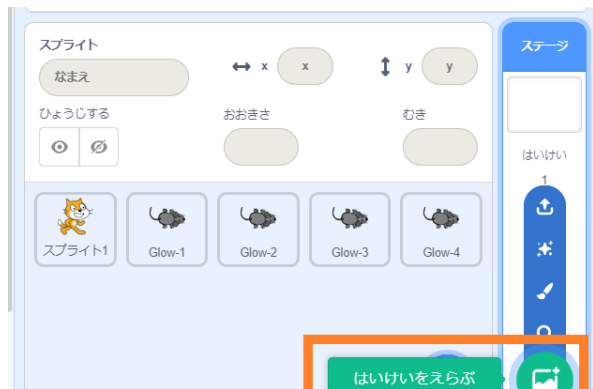 スプライト
なまえ
x
x
y
y
ひょうじする
おおきさ
むき
スプライト1
Glow-1
Glow-2
Glow-3
Glow-4
ステージ
はいけい
1
はいけいをえらぶ